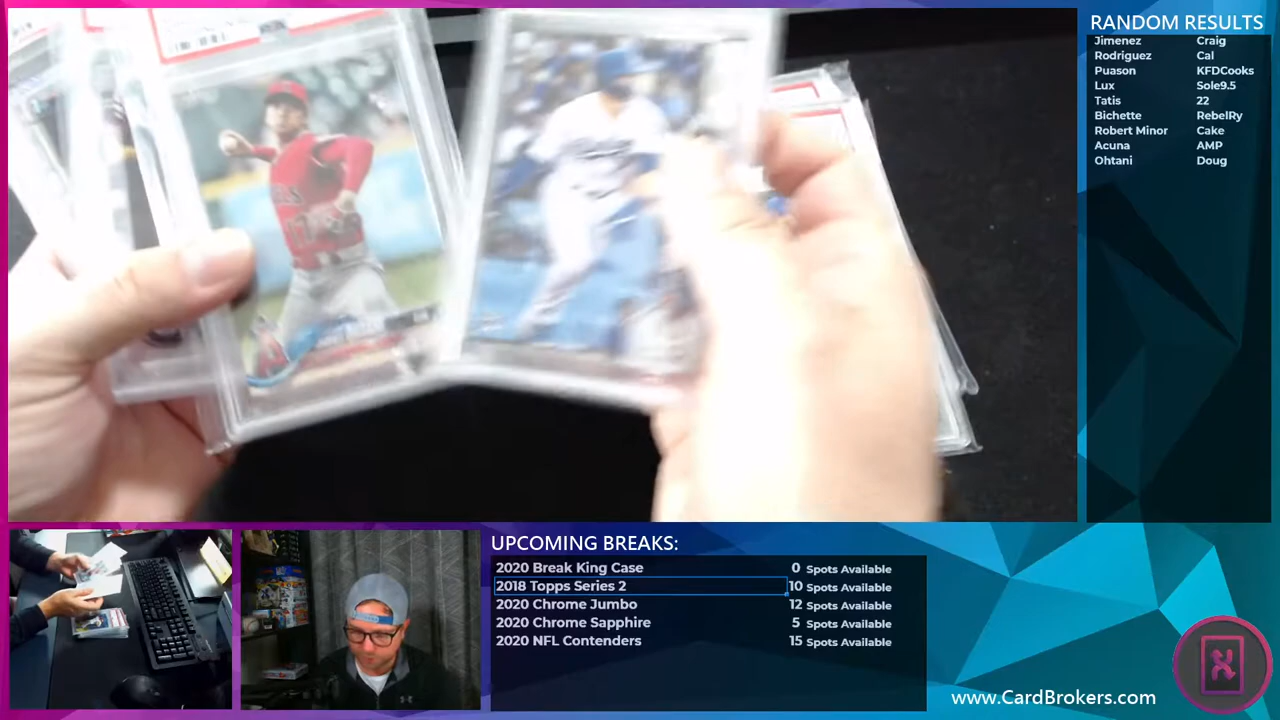 RANDOM RESULTS
Jimenez Craig
Rodriguez Cal
Puason KFDCooks
Lux Sole9.5
Tatis 22
Bichette RebelRy
Robert Minor Cake
Acuna AMP
Ohtani Doug
UPCOMING BREAKS:
2020 Break King Case 0 Spots Available
2018 Topps Series 2 10 Spots Available
2020 Chrome Jumbo 12 Spots Available
2020 Chrome Sapphire 5 Spots Available
2020 NFL Contenders 15 Spots Available
www.CardBrokers.com